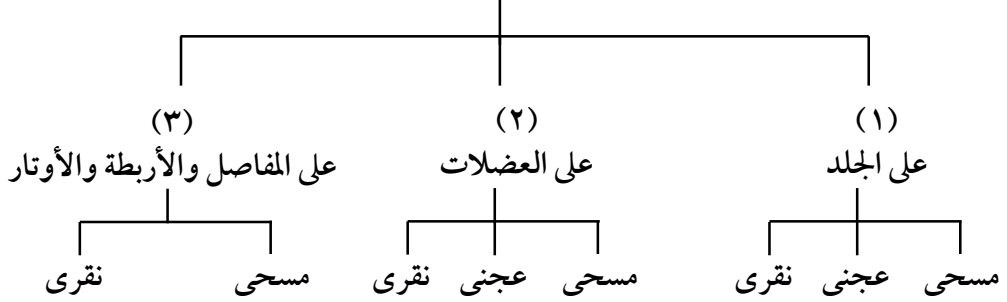 (١) (٢) (٣)
على الجلد على العضلات على المفاصل والأربطة والأوتار
مسحى عجنى نقرى مسحى عجنى نقرى مسحى نقرى